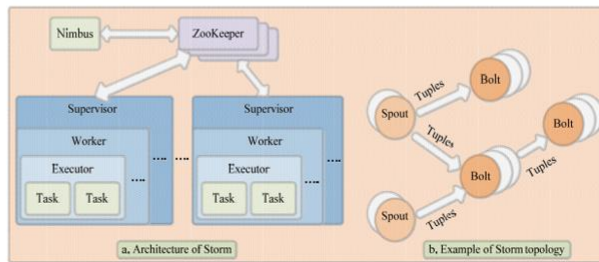 Nimbus
ZooKeeper
Supervisor
Worker
Executor
Task
Task
....
....
....
Supervisor
Worker
Executor
Task
Task
....
....
a, Architecture of Storm
Spout
Tuples
Bolt
Tuples
Bolt
Tuples
Bolt
Spout
Tuples
b, Example of Storm topology